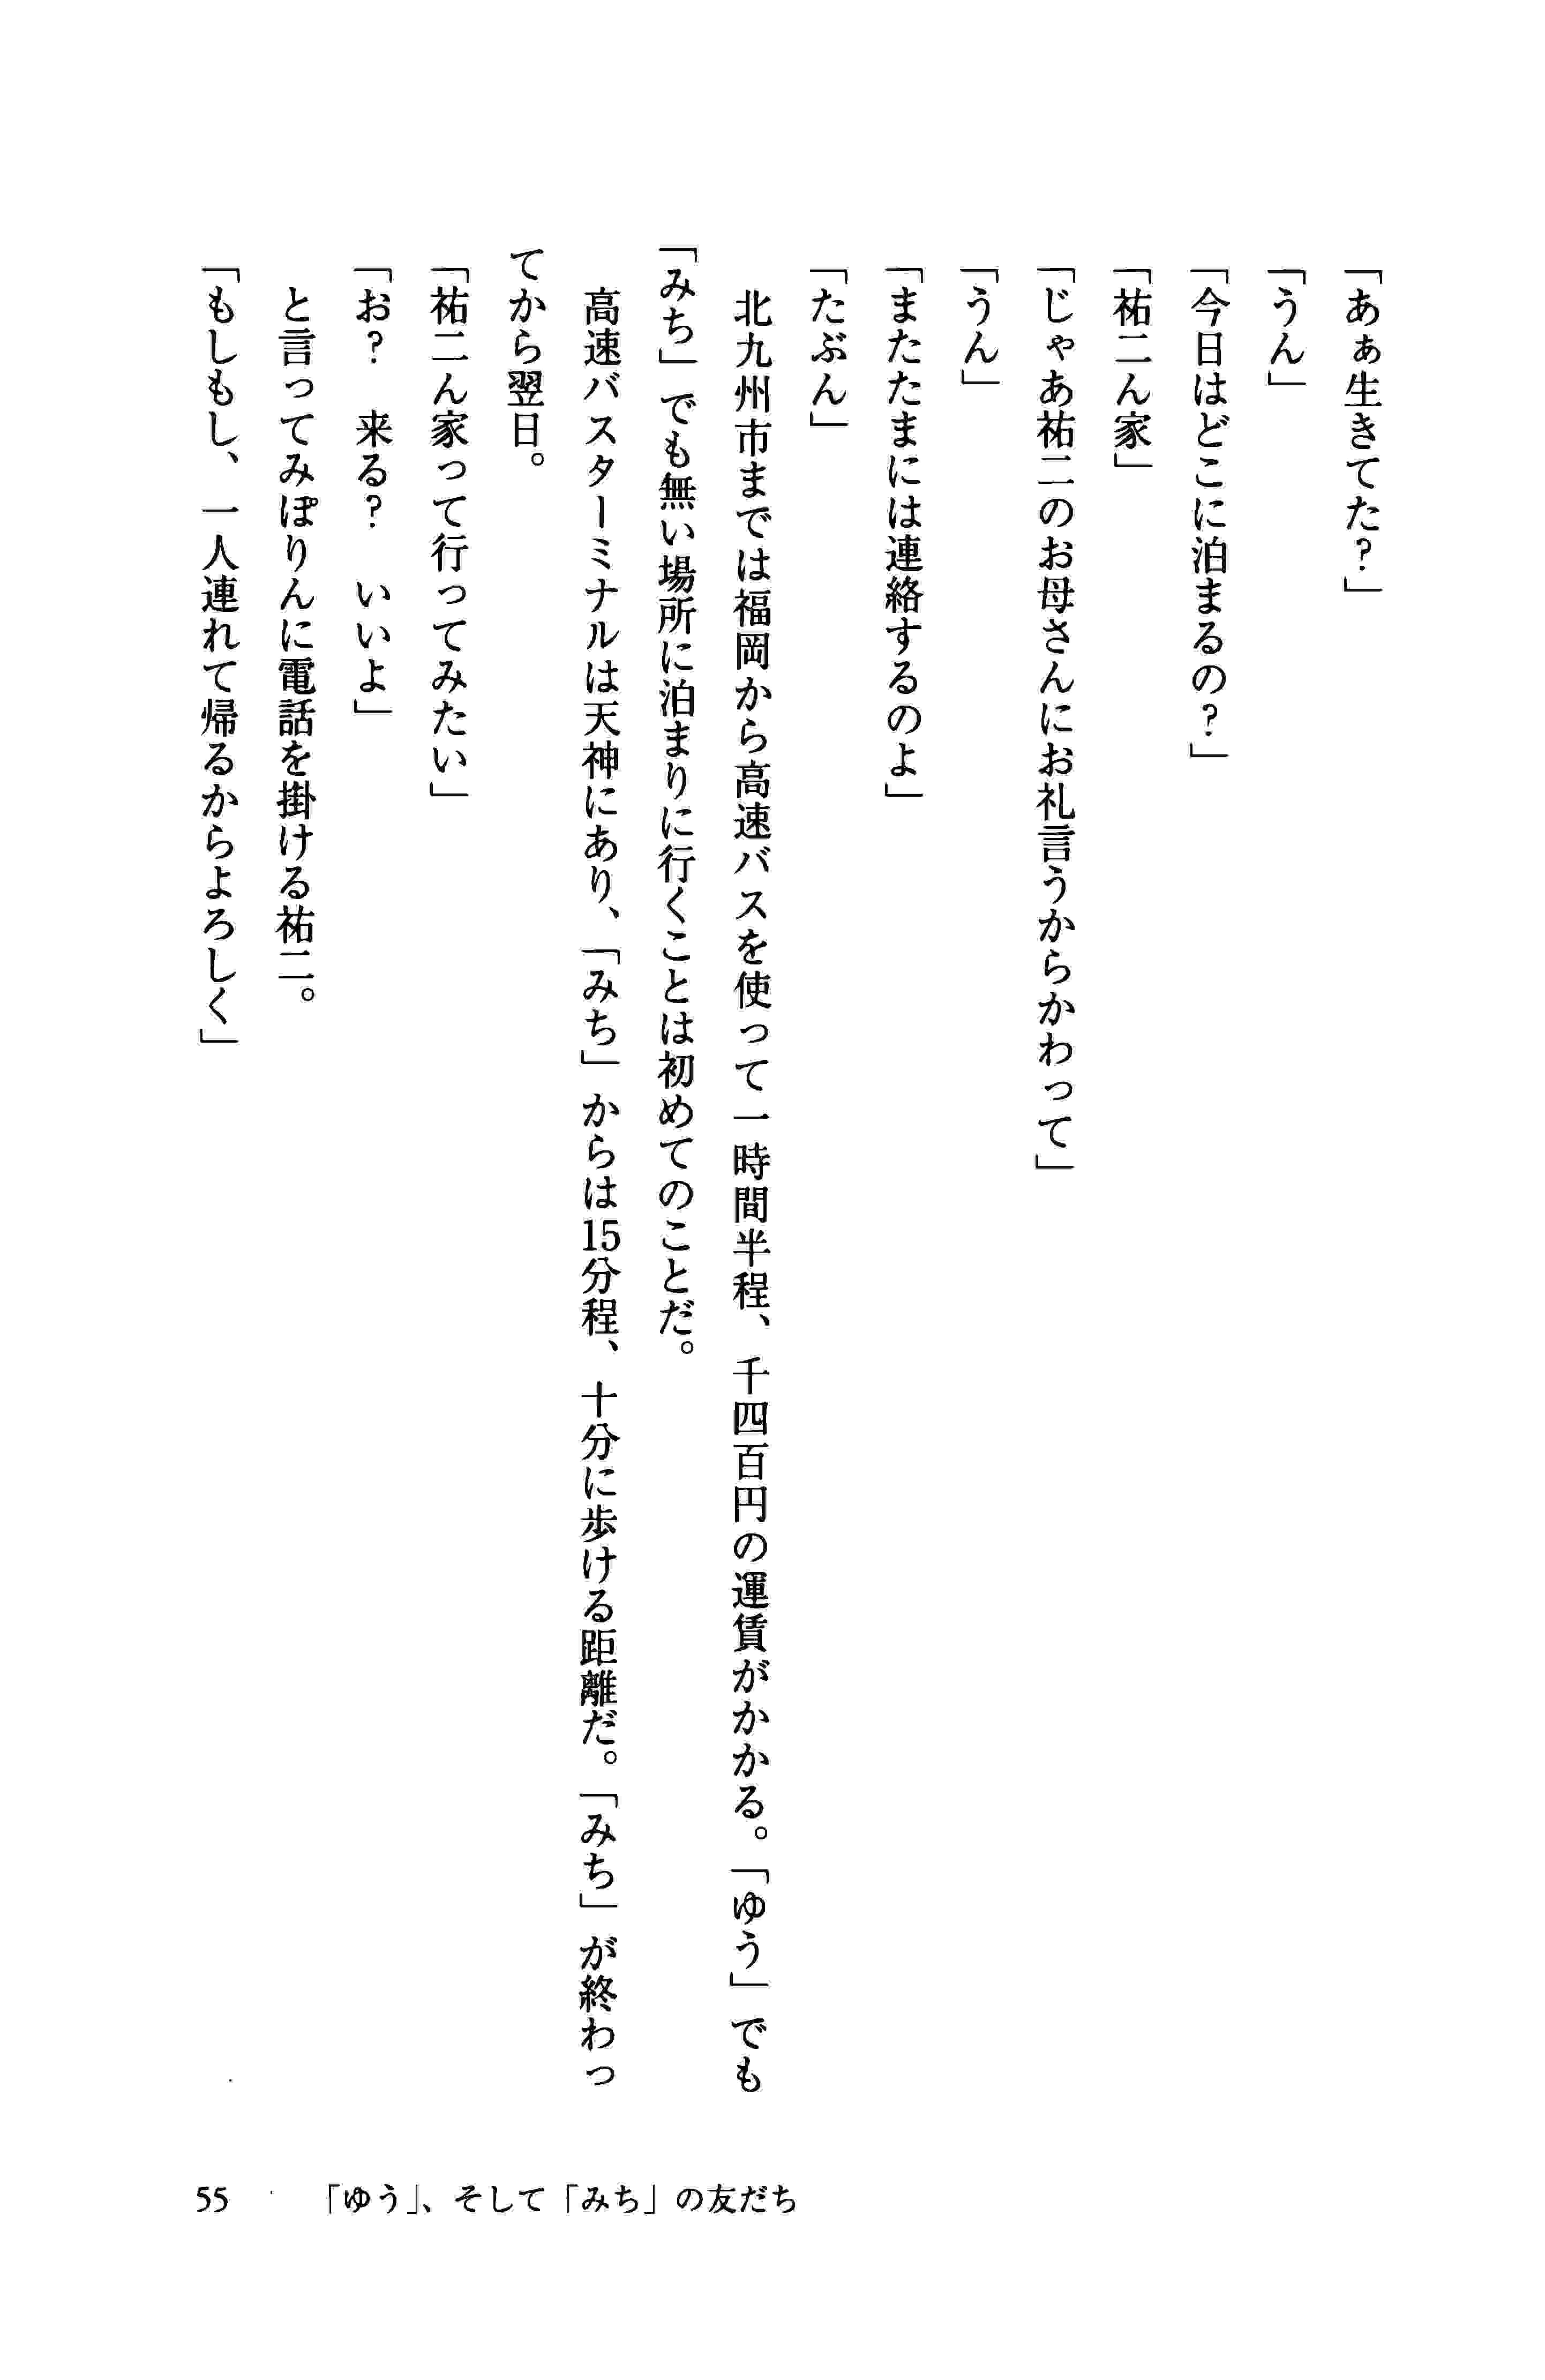 「あぁ生きてた？」
「うん」
「今日はどこに泊まるの？」
「祐二ん家」
「じゃあ祐二のお母さんにお礼言うからかわって」
「うん」
「またたまには連絡するのよ」
「たぶん」
　北九州市までは福岡から高速バスを使って一時間半程、千四百円の運賃がかかる。「ゆう」でも
「みち」でも無い場所に泊まりに行くことは初めてのことだ。
　高速バスターミナルは天神にあり、「みち」からは15分程、十分に歩ける距離だ。「みち」が終わっ
てから翌日。
「祐二ん家って行ってみたい」
「お？　来る？　いいよ」
　と言ってみぽりんに電話を掛ける祐二。
「もしもし、一人連れて帰るからよろしく」
55　「ゆう」、そして「みち」の友だち